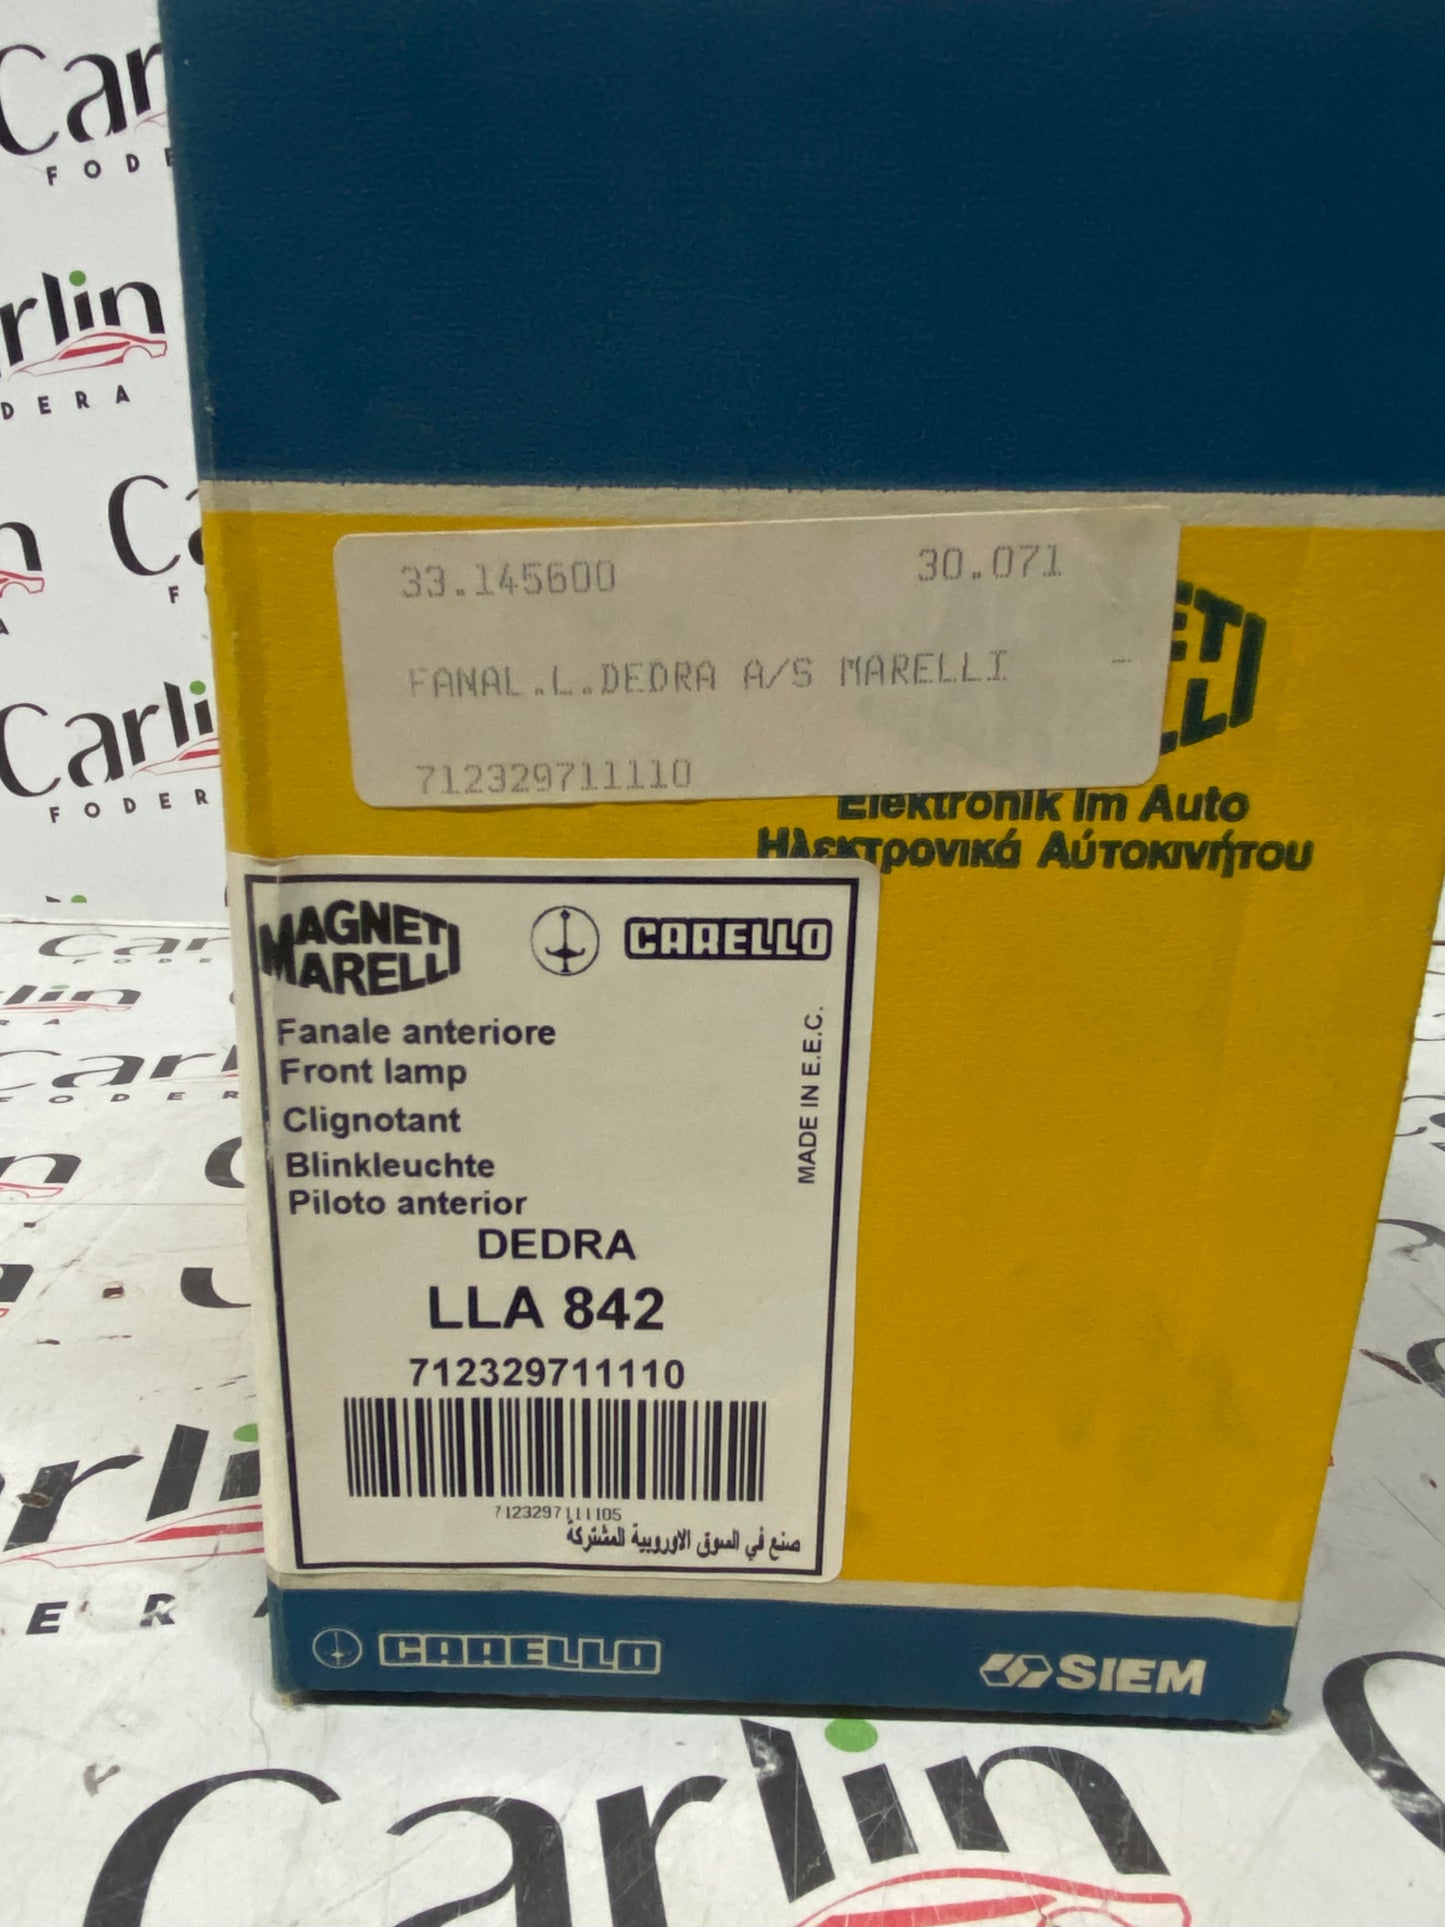 33.145600 30.071
FANAL.L.DEDRA A/S MARELLI -
712329711110
Elektronik im Auto
Ηλεκτρονικά Αύτοκινήτου
MAGNETI
MARELLI
CARELLO
Fanale anteriore
Front lamp
Clignotant
Blinkleuchte
Piloto anterior
MADE IN E.E.C.
DEDRA
LLA 842
712329711110
7123297111105
صنع في السوق الاوروبية المشتركة
CARELLO
SIEM
Carlin
FODERA